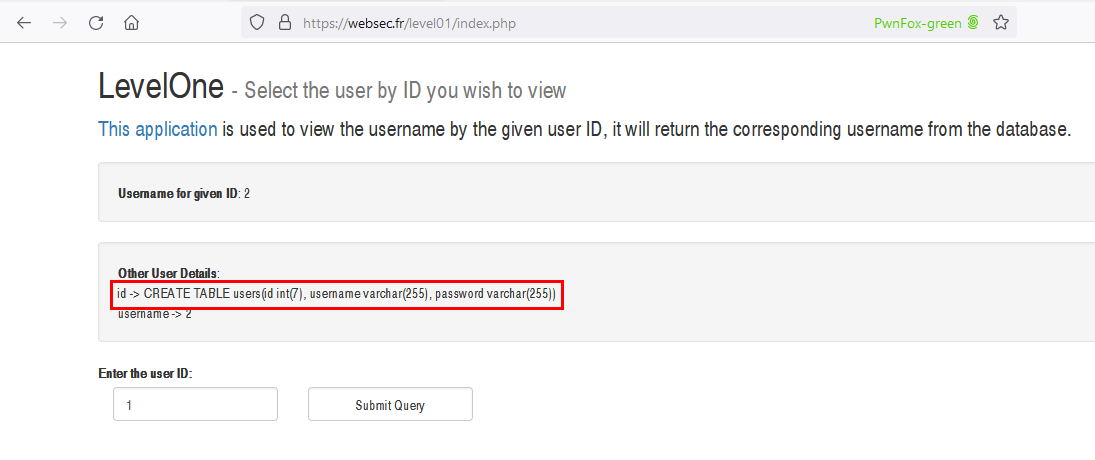 https://websec.fr/level01/index.php
PwnFox-green
LevelOne - Select the user by ID you wish to view
This application is used to view the username by the given user ID, it will return the corresponding username from the database.
Username for given ID: 2
Other User Details:
id -> CREATE TABLE users(id int(7), username varchar(255), password varchar(255))
username -> 2
Enter the user ID:
1
Submit Query